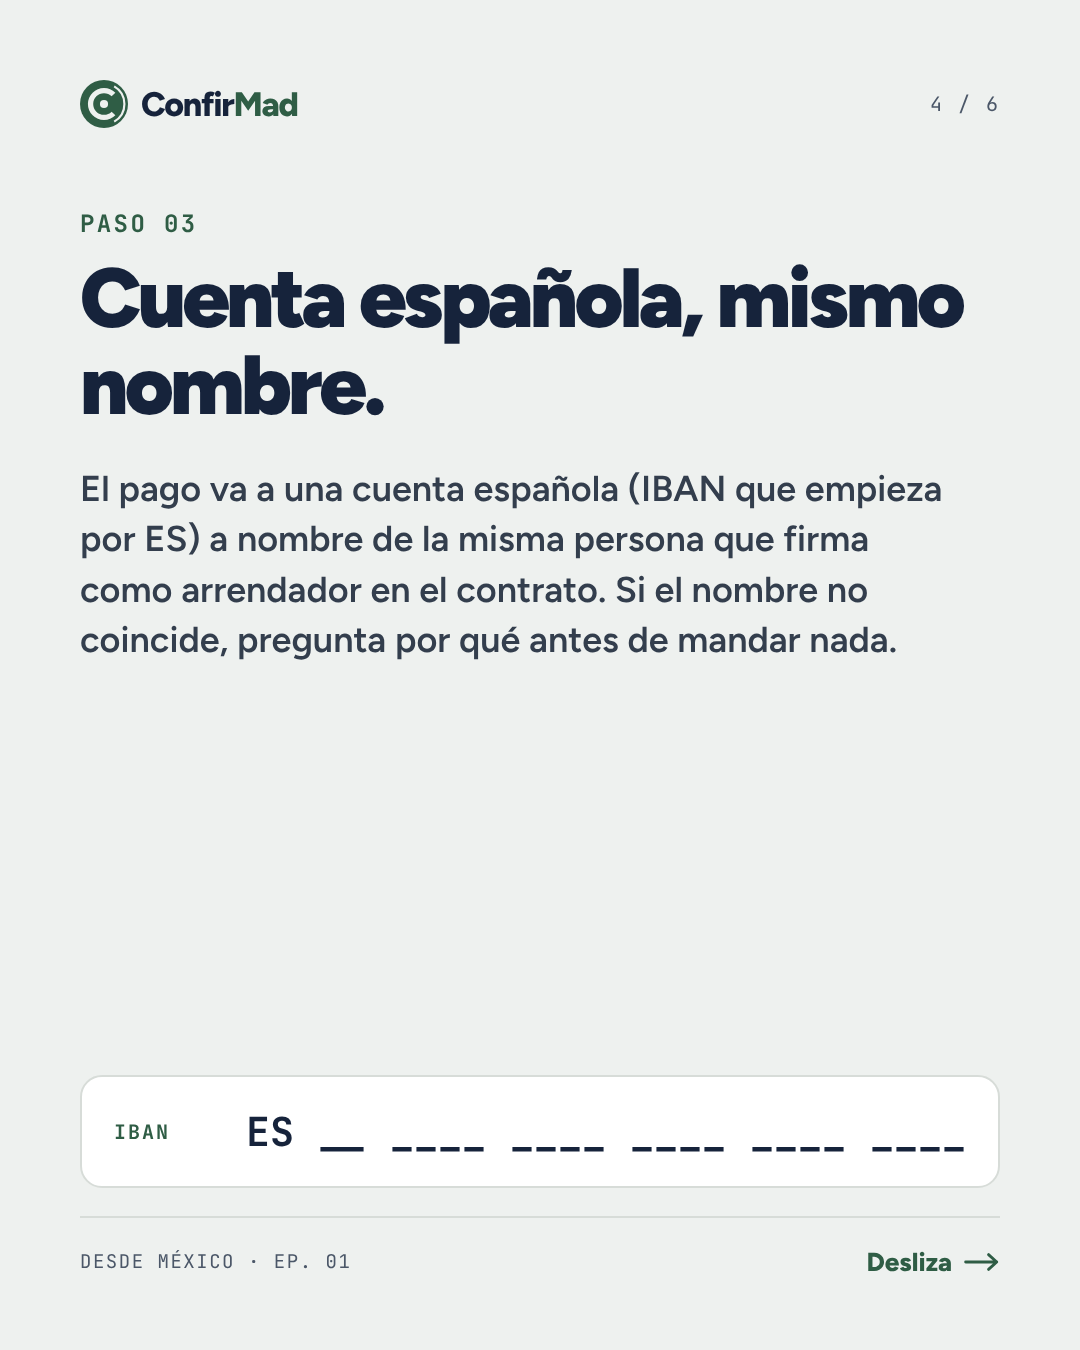 ConfirMad
4 / 6
PASO 03
Cuenta española, mismo
nombre.
El pago va a una cuenta española (IBAN que empieza
por ES) a nombre de la misma persona que firma
como arrendador en el contrato. Si el nombre no
coincide, pregunta por qué antes de mandar nada.
IBAN ES __ ____ ____ ____ ____ ____
DESDE MÉXICO · EP. 01
Desliza →